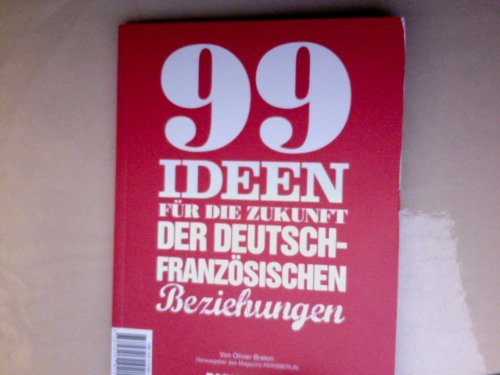 99
IDEEN
FÜR DIE ZUKUNFT
DER DEUTSCH-
FRANZÖSISCHEN
Beziehungen
Von Olivier Breton
Herausgeber des Magazins PARISBERLIN